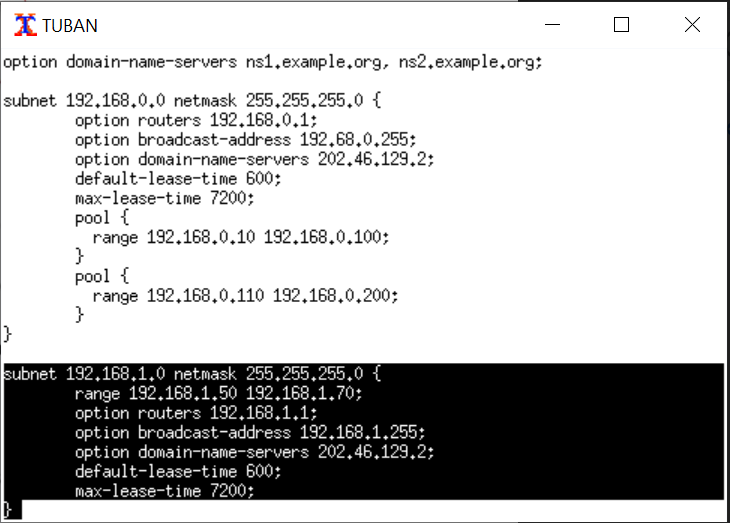 TUBAN
option domain-name-servers ns1.example.org, ns2.example.org;
subnet 192.168.0.0 netmask 255.255.255.0 {
option routers 192.168.0.1;
option broadcast-address 192.68.0.255;
option domain-name-servers 202.46.129.2;
default-lease-time 600;
max-lease-time 7200;
pool {
range 192.168.0.10 192.168.0.100;
}
pool {
range 192.168.0.110 192.168.0.200;
}
}
subnet 192.168.1.0 netmask 255.255.255.0 {
range 192.168.1.50 192.168.1.70;
option routers 192.168.1.1;
option broadcast-address 192.168.1.255;
option domain-name-servers 202.46.129.2;
default-lease-time 600;
max-lease-time 7200;
}